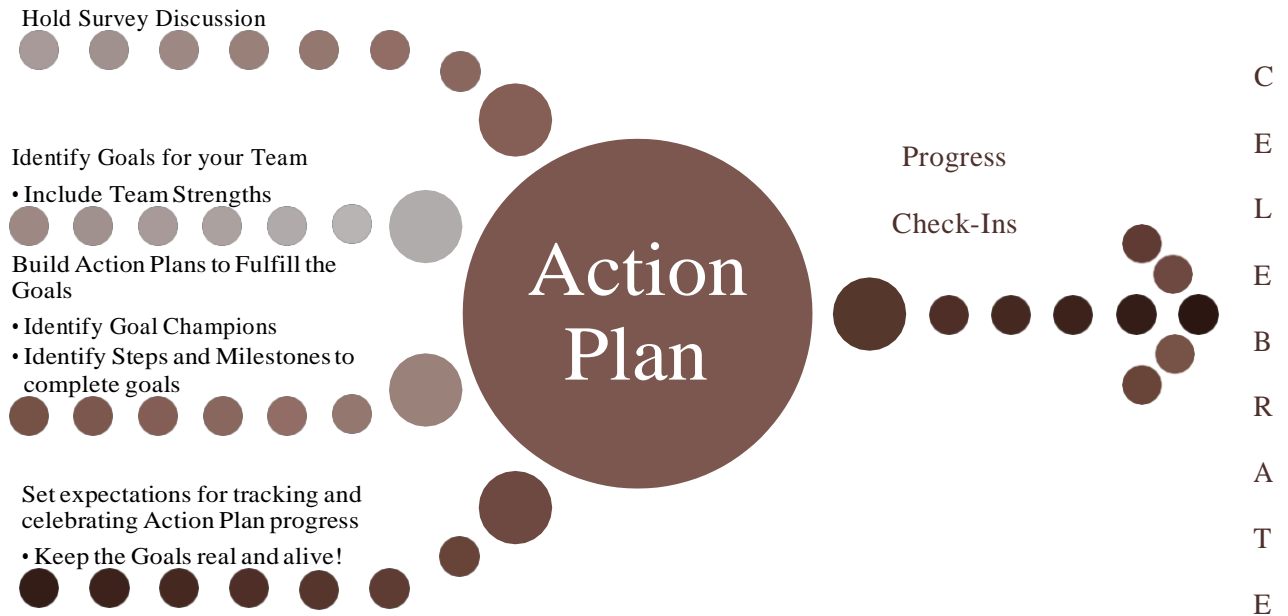 Hold Survey Discussion
Identify Goals for your Team
• Include Team Strengths
Build Action Plans to Fulfill the
Goals
• Identify Goal Champions
• Identify Steps and Milestones to
complete goals
Set expectations for tracking and
celebrating Action Plan progress
• Keep the Goals real and alive!
Action
Plan
Progress
Check-Ins
C
E
L
E
B
R
A
T
E